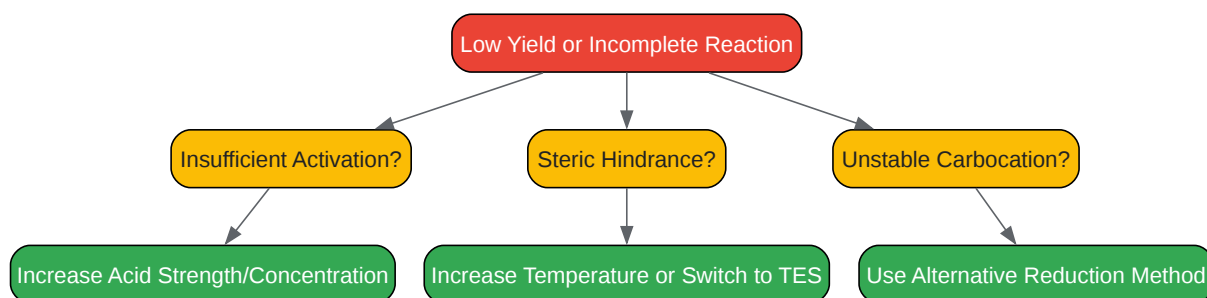 Low Yield or Incomplete Reaction
Insufficient Activation?
Steric Hindrance?
Unstable Carbocation?
Increase Acid Strength/Concentration
Increase Temperature or Switch to TES
Use Alternative Reduction Method